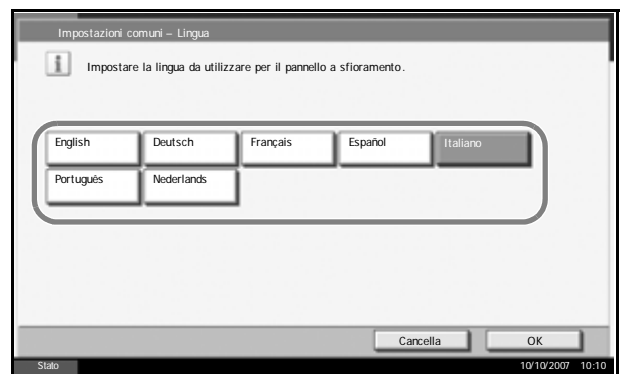 Impostazioni comuni – Lingua
i
Impostare la lingua da utilizzare per il pannello a sfioramento.
English Deutsch Français Español Italiano
Português Nederlands
Cancella OK
Stato 10/10/2007 10:10